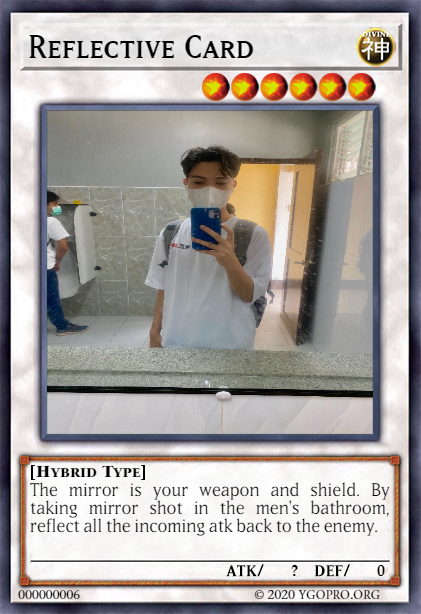 Reflective Card
DIVINE
神
[Hybrid Type]
The mirror is your weapon and shield. By
taking mirror shot in the men's bathroom,
reflect all the incoming atk back to the enemy.
ATK/ ? DEF/ 0
000000006 © 2020 YGOPRO.ORG